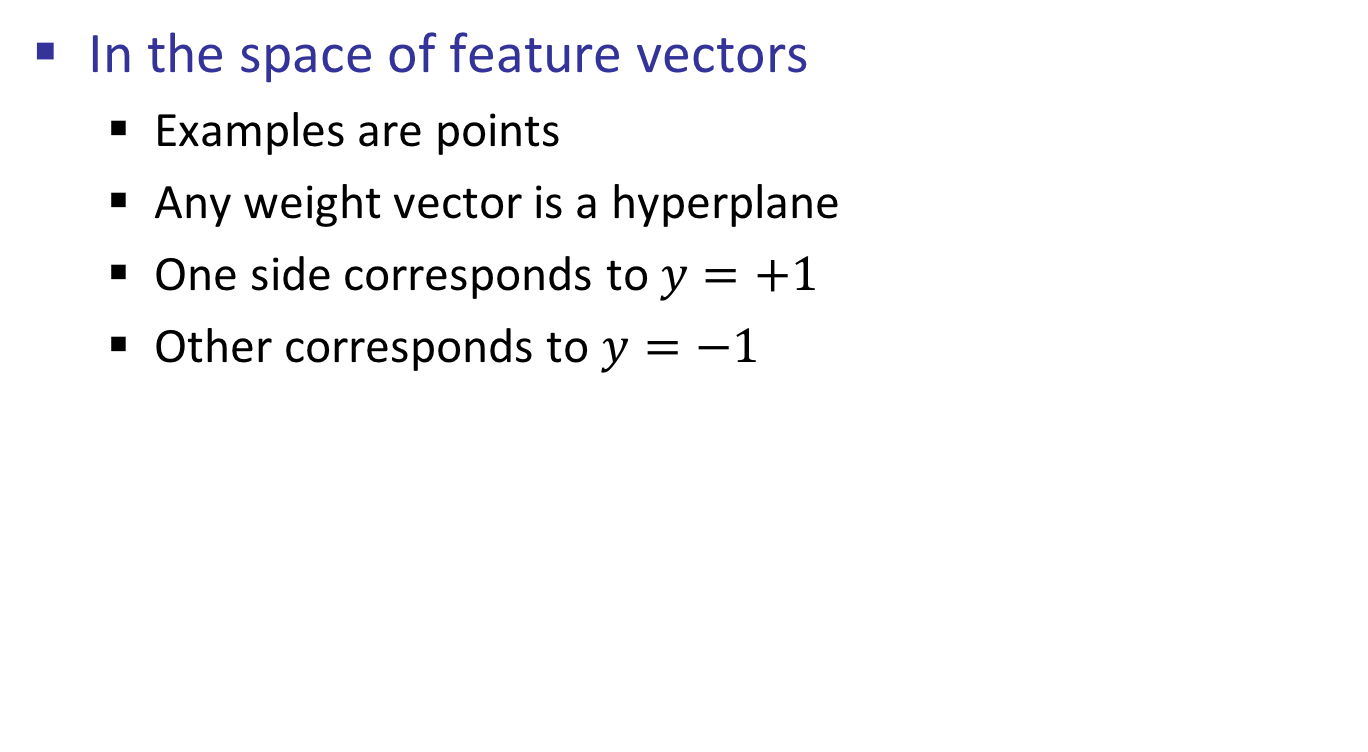 ▪ In the space of feature vectors
▪ Examples are points
▪ Any weight vector is a hyperplane
▪ One side corresponds to y = +1
▪ Other corresponds to y = −1